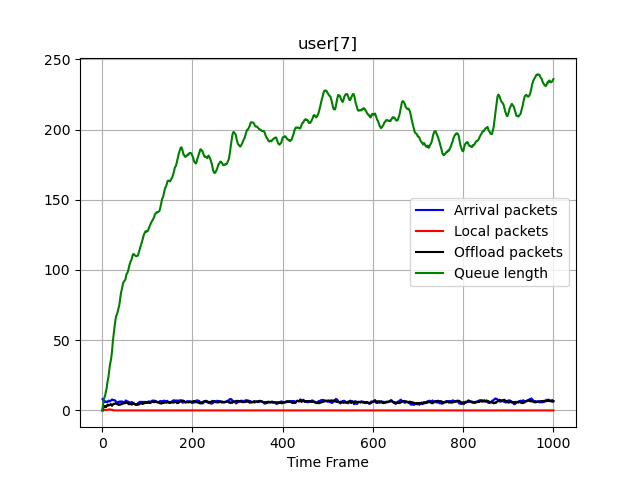 user[7]
250
200
150
100
50
0
Arrival packets
Local packets
Offload packets
Queue length
0 200 400 600 800 1000
Time Frame